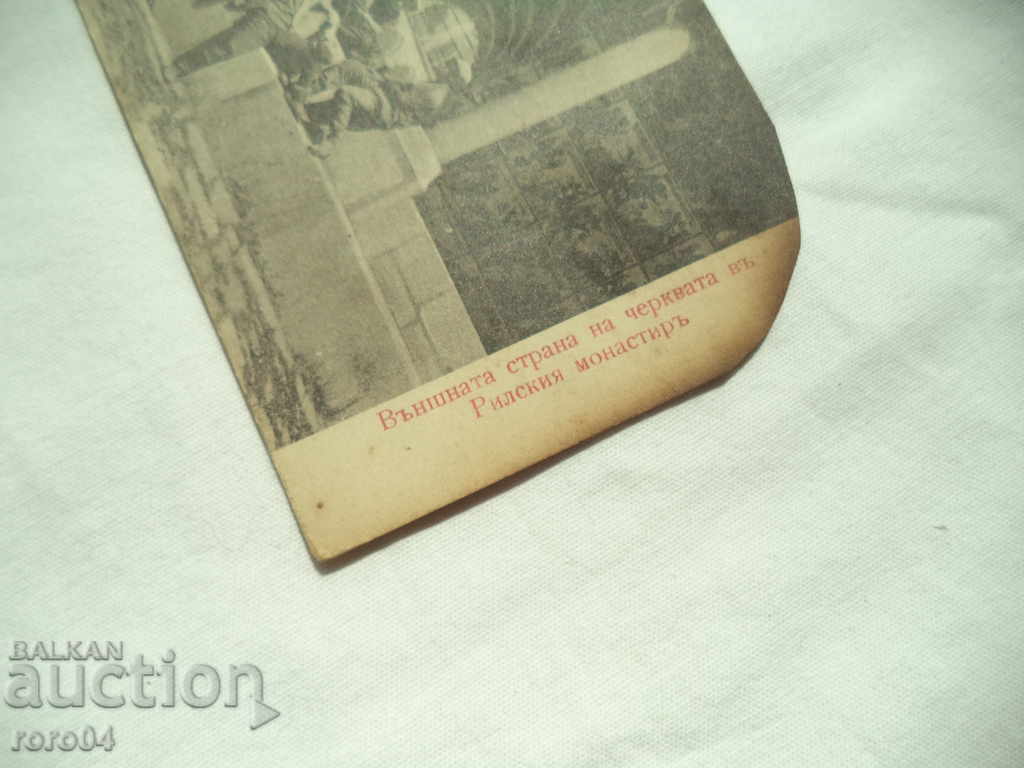 Външната страна на черквата въ
Рилския монастиръ
BALKAN
auction
roro04